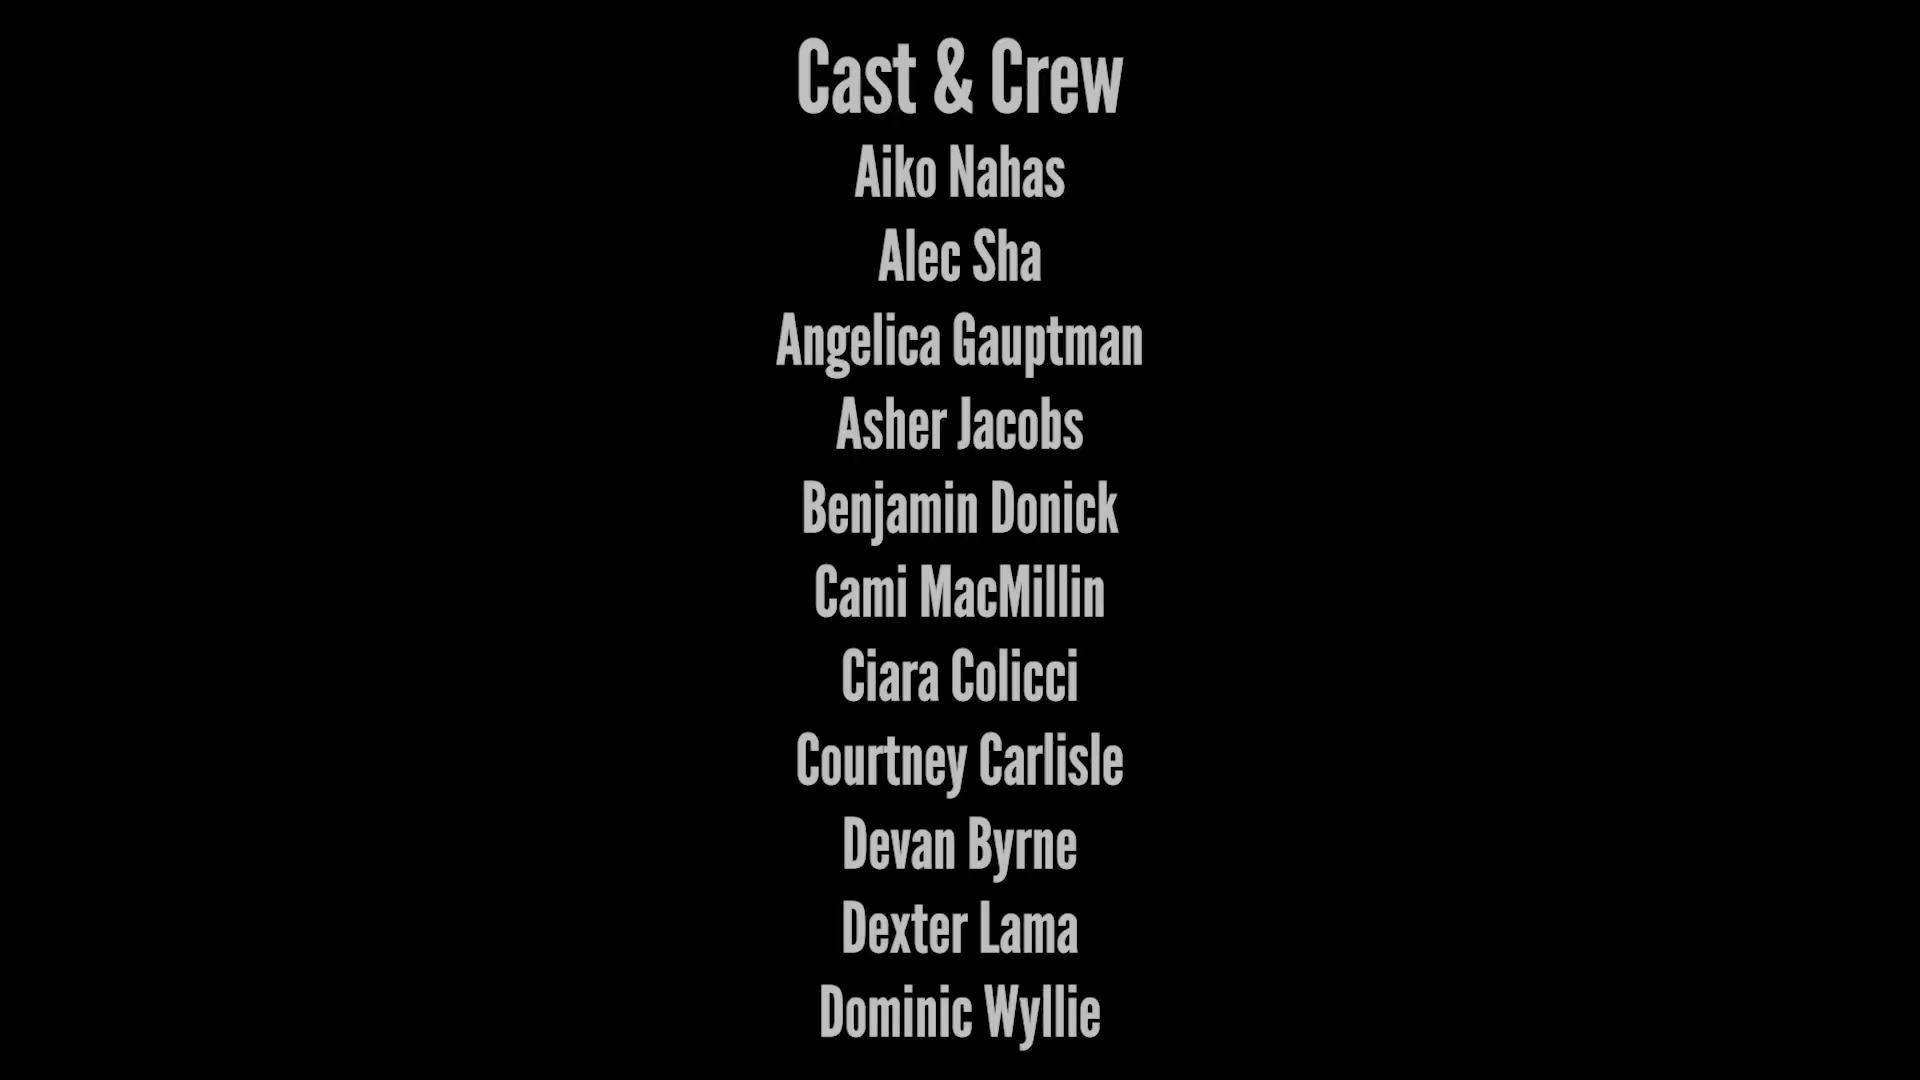 Cast & Crew
Aiko Nahas
Alec Sha
Angelica Gauptman
Asher Jacobs
Benjamin Donick
Cami MacMillin
Ciara Colicci
Courtney Carlisle
Devan Byrne
Dexter Lama
Dominic Wyllie